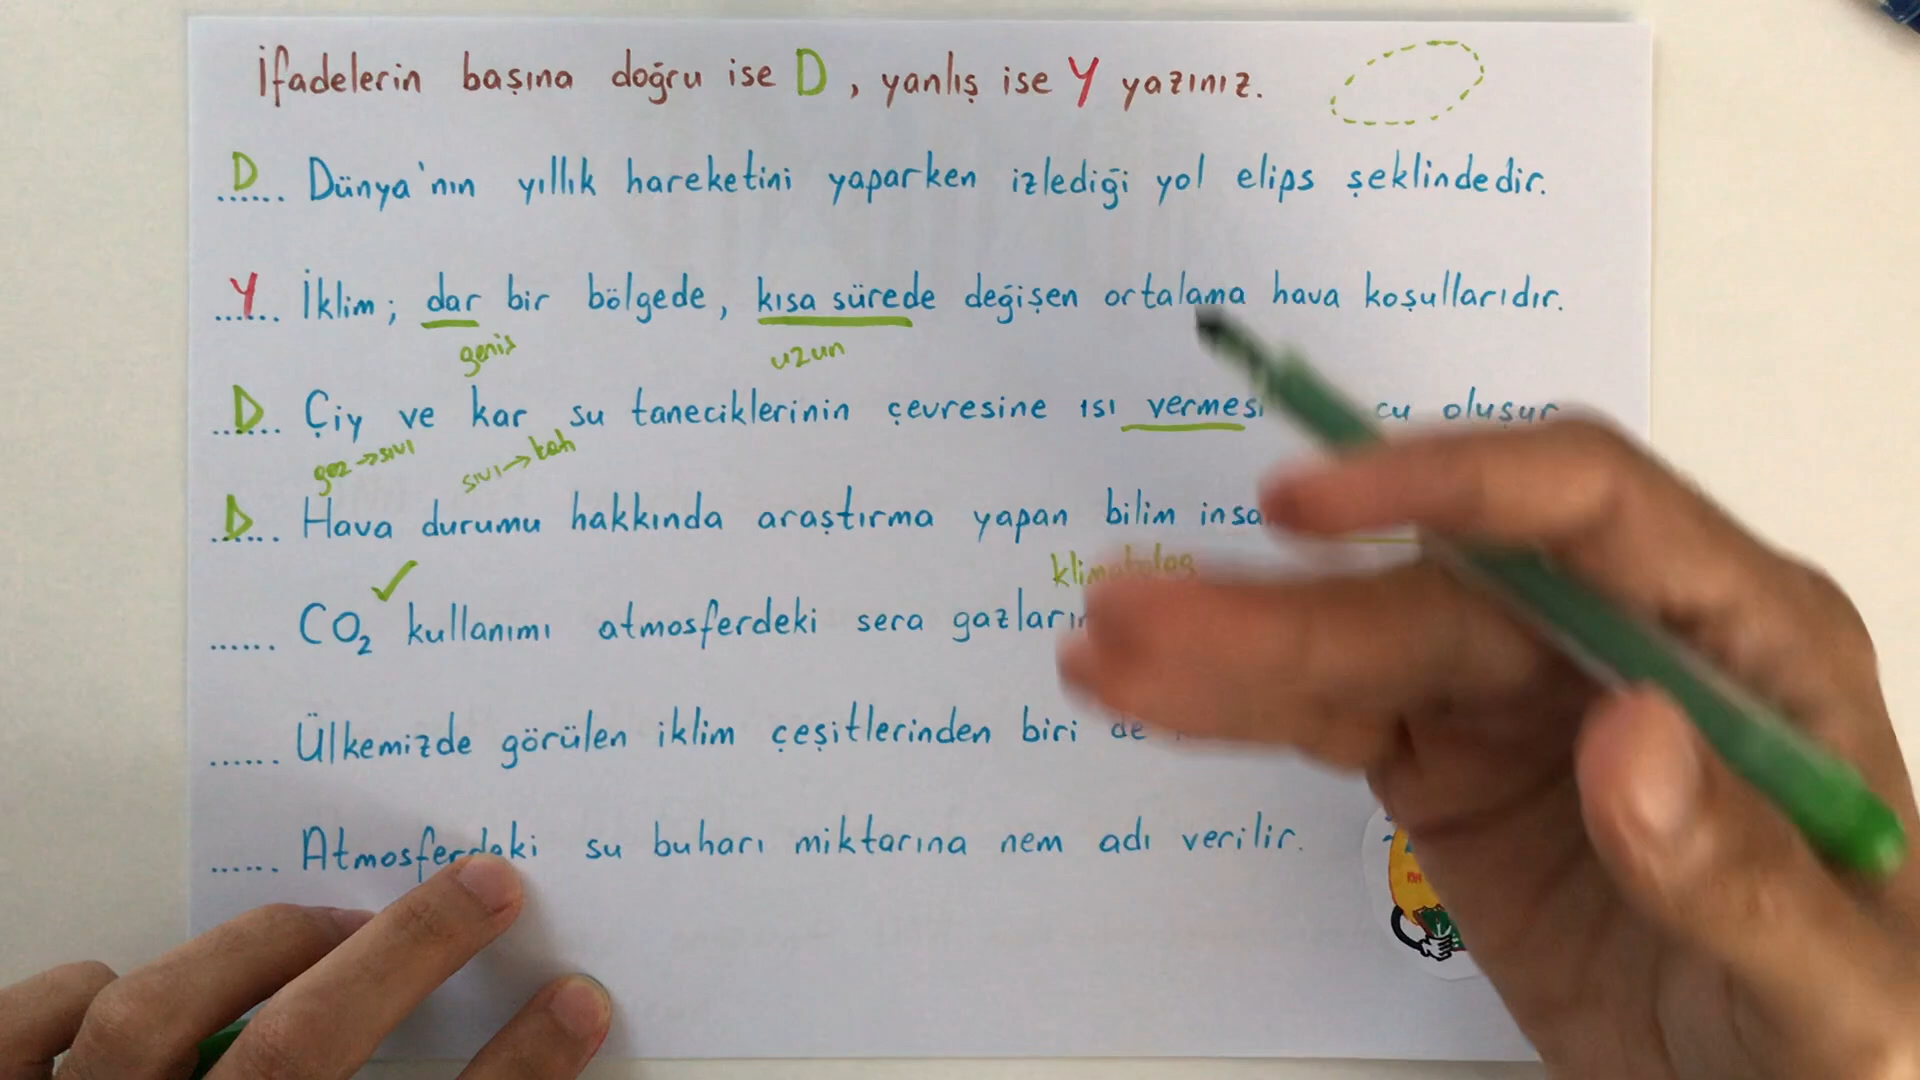 İfadelerin başına doğru ise D, yanlış ise Y yazınız.
D...... Dünya'nın yıllık hareketini yaparken izlediği yol elips şeklindedir.
Y...... İklim; dar bir bölgede, kısa sürede değişen ortalama hava koşullarıdır.
geniş uzun
D...... Çiy ve kar su taneciklerinin çevresine ısı vermesi oluşur
gaz→sıvı sıvı→katı
D...... Hava durumu hakkında araştırma yapan bilim
klimatolog
...... CO₂ ✓ kullanımı atmosferdeki sera
...... Ülkemizde görülen iklim çeşitlerinden biri de
...... Atmosferdeki su buharı miktarına nem adı verilir.